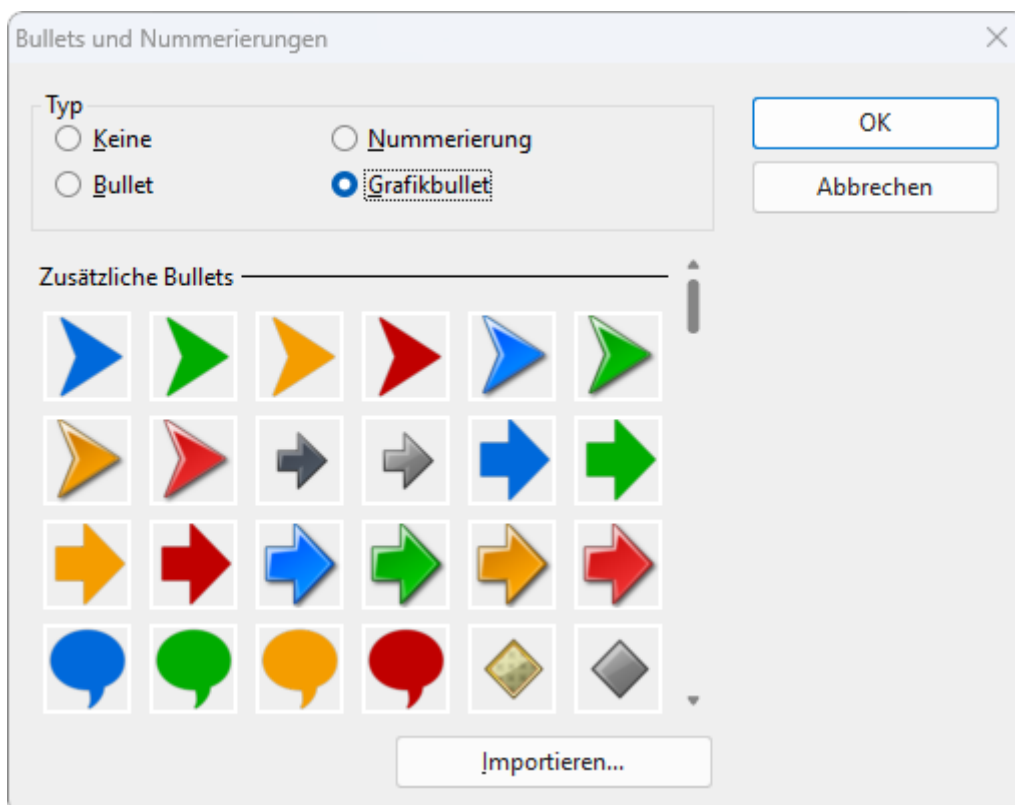 Bullets und Nummerierungen
Typ
Keine
Nummerierung
OK
Bullet
Grafikbullet
Abbrechen
Zusätzliche Bullets
Importieren...